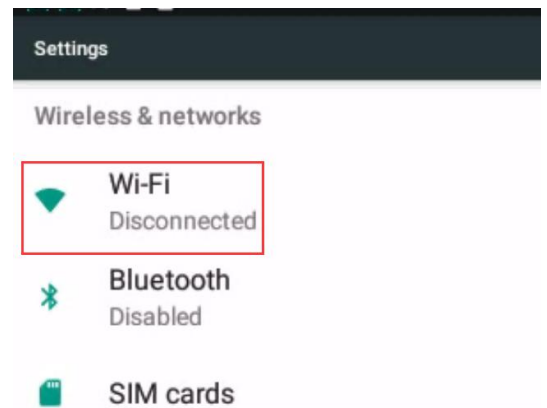 Settings
Wireless & networks
Wi-Fi
Disconnected
Bluetooth
Disabled
SIM cards